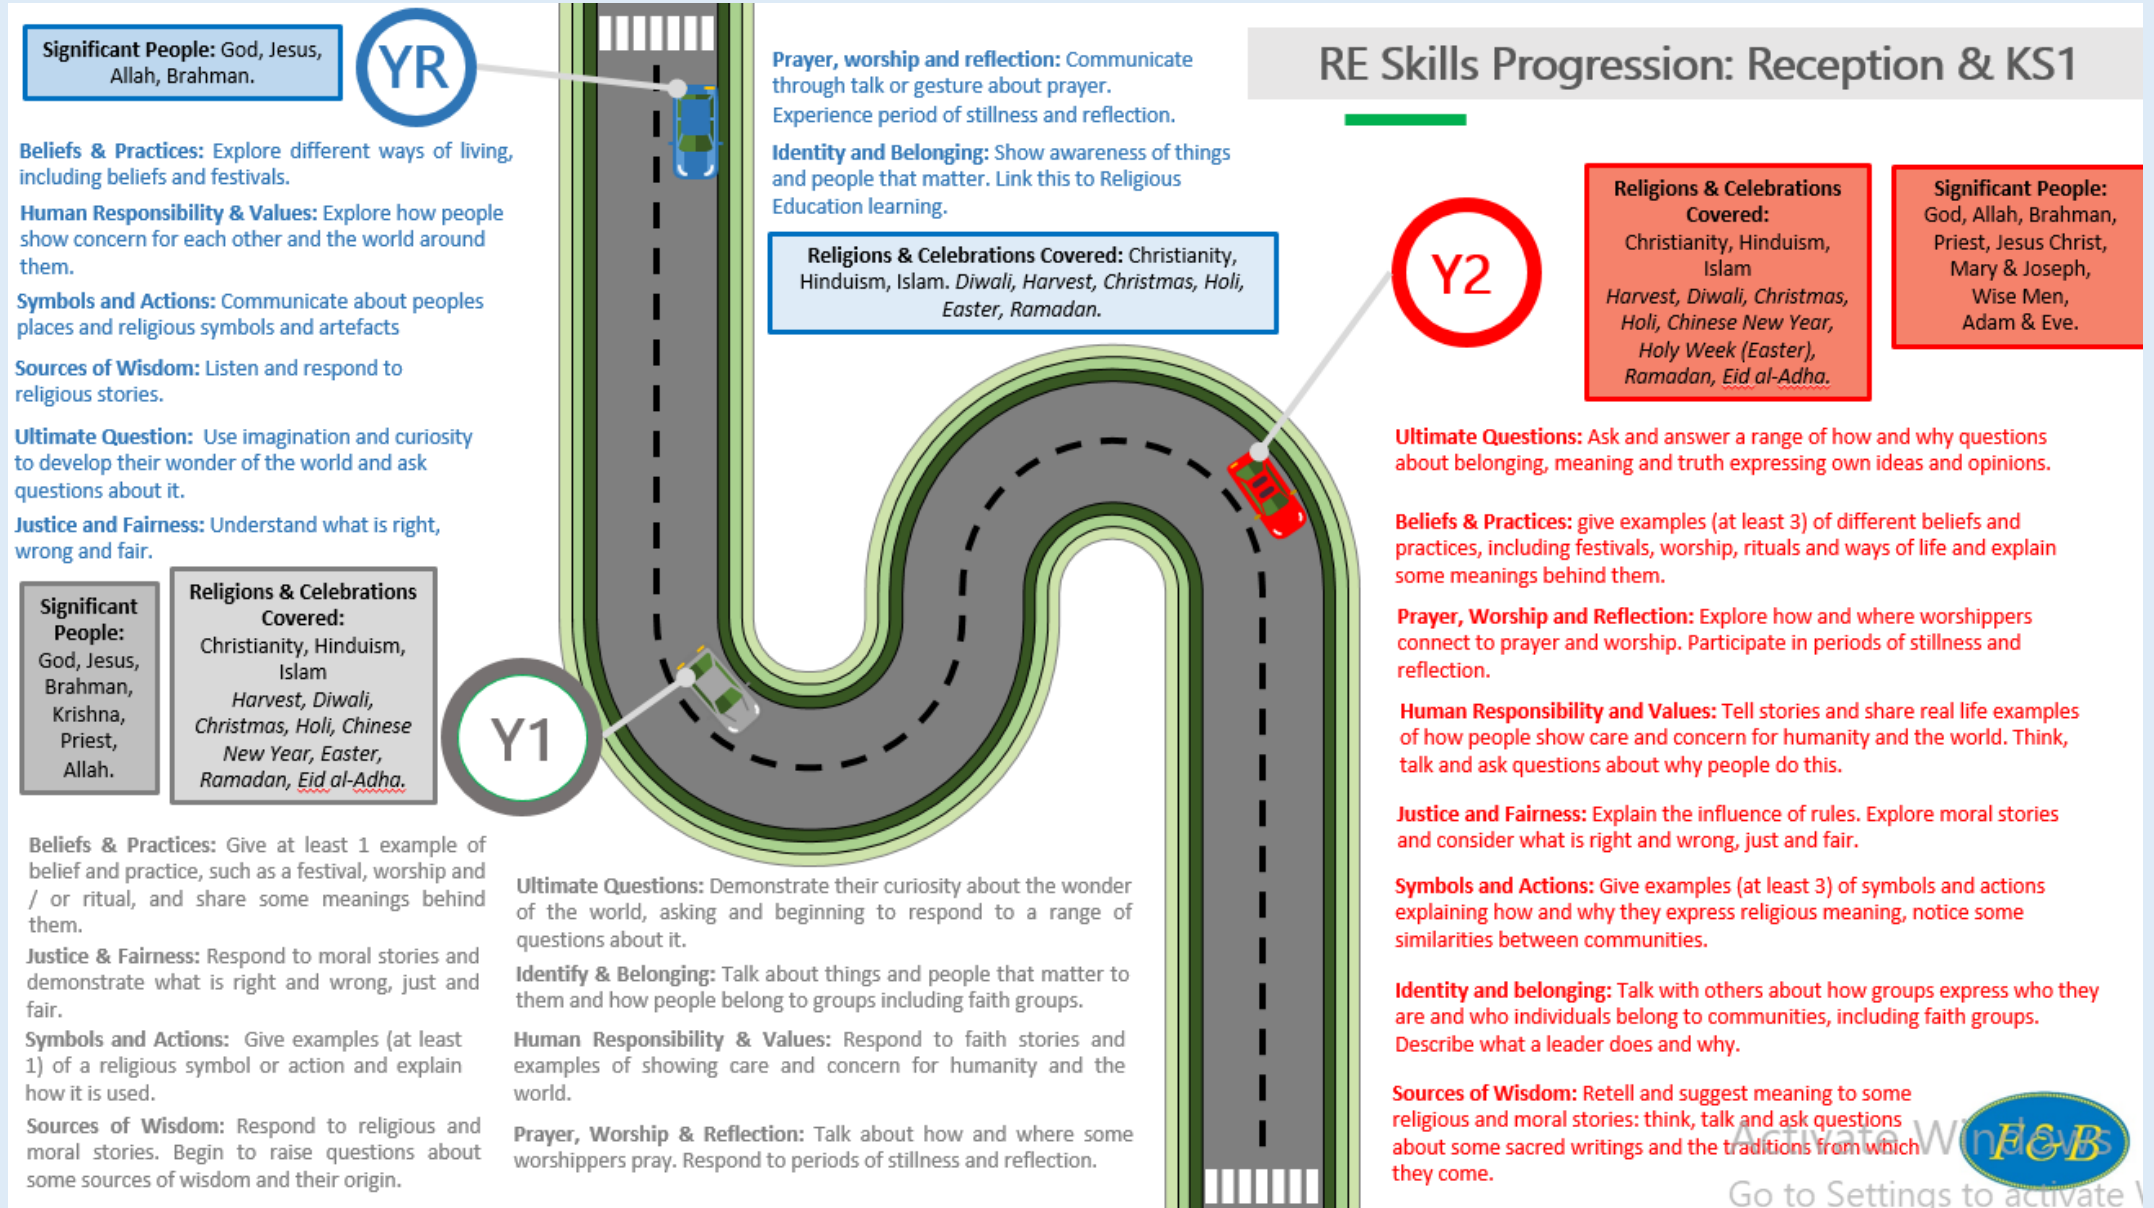 RE Skills Progression: Reception & KS1
Significant People: God, Jesus,
Allah, Brahman.
YR
Beliefs & Practices: Explore different ways of living,
including beliefs and festivals.
Human Responsibility & Values: Explore how people
show concern for each other and the world around
them.
Symbols and Actions: Communicate about peoples
places and religious symbols and artefacts
Sources of Wisdom: Listen and respond to
religious stories.
Ultimate Question: Use imagination and curiosity
to develop their wonder of the world and ask
questions about it.
Justice and Fairness: Understand what is right,
wrong and fair.
Prayer, worship and reflection: Communicate
through talk or gesture about prayer.
Experience period of stillness and reflection.
Identity and Belonging: Show awareness of things
and people that matter. Link this to Religious
Education learning.
Religions & Celebrations Covered: Christianity,
Hinduism, Islam. Diwali, Harvest, Christmas, Holi,
Easter, Ramadan.
Significant
People:
God, Jesus,
Brahman,
Krishna,
Priest,
Allah.
Religions & Celebrations
Covered:
Christianity, Hinduism,
Islam
Harvest, Diwali,
Christmas, Holi, Chinese
New Year, Easter,
Ramadan, Eid al-Adha.
Y1
Beliefs & Practices: Give at least 1 example of
belief and practice, such as a festival, worship and
/ or ritual, and share some meanings behind
them.
Justice & Fairness: Respond to moral stories and
demonstrate what is right and wrong, just and
fair.
Symbols and Actions: Give examples (at least
1) of a religious symbol or action and explain
how it is used.
Sources of Wisdom: Respond to religious and
moral stories. Begin to raise questions about
some sources of wisdom and their origin.
Ultimate Questions: Demonstrate their curiosity about the wonder
of the world, asking and beginning to respond to a range of
questions about it.
Identify & Belonging: Talk about things and people that matter to
them and how people belong to groups including faith groups.
Human Responsibility & Values: Respond to faith stories and
examples of showing care and concern for humanity and the
world.
Prayer, Worship & Reflection: Talk about how and where some
worshippers pray. Respond to periods of stillness and reflection.
Y2
Religions & Celebrations
Covered:
Christianity, Hinduism,
Islam
Harvest, Diwali, Christmas,
Holi, Chinese New Year,
Holy Week (Easter),
Ramadan, Eid al-Adha.
Significant People:
God, Allah, Brahman,
Priest, Jesus Christ,
Mary & Joseph,
Wise Men,
Adam & Eve.
Ultimate Questions: Ask and answer a range of how and why questions
about belonging, meaning and truth expressing own ideas and opinions.
Beliefs & Practices: give examples (at least 3) of different beliefs and
practices, including festivals, worship, rituals and ways of life and explain
some meanings behind them.
Prayer, Worship and Reflection: Explore how and where worshippers
connect to prayer and worship. Participate in periods of stillness and
reflection.
Human Responsibility and Values: Tell stories and share real life examples
of how people show care and concern for humanity and the world. Think,
talk and ask questions about why people do this.
Justice and Fairness: Explain the influence of rules. Explore moral stories
and consider what is right and wrong, just and fair.
Symbols and Actions: Give examples (at least 3) of symbols and actions
explaining how and why they express religious meaning, notice some
similarities between communities.
Identity and belonging: Talk with others about how groups express who they
are and who individuals belong to communities, including faith groups.
Describe what a leader does and why.
Sources of Wisdom: Retell and suggest meaning to some
religious and moral stories: think, talk and ask questions
about some sacred writings and the traditions from which
they come.
F&B
Activate Windows
Go to Settings to activate